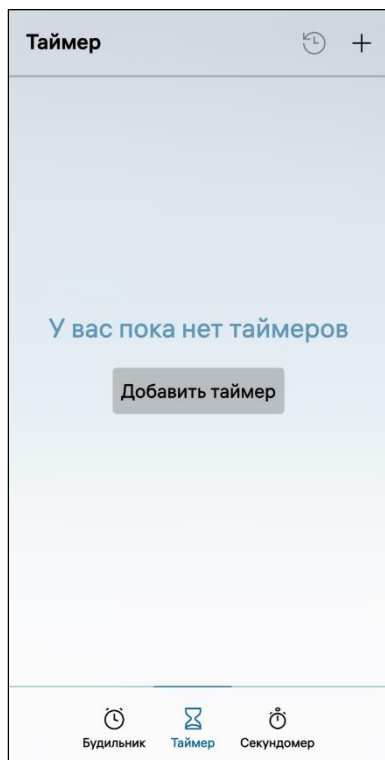 Таймер
У вас пока нет таймеров
Добавить таймер
Будильник Таймер Секундомер